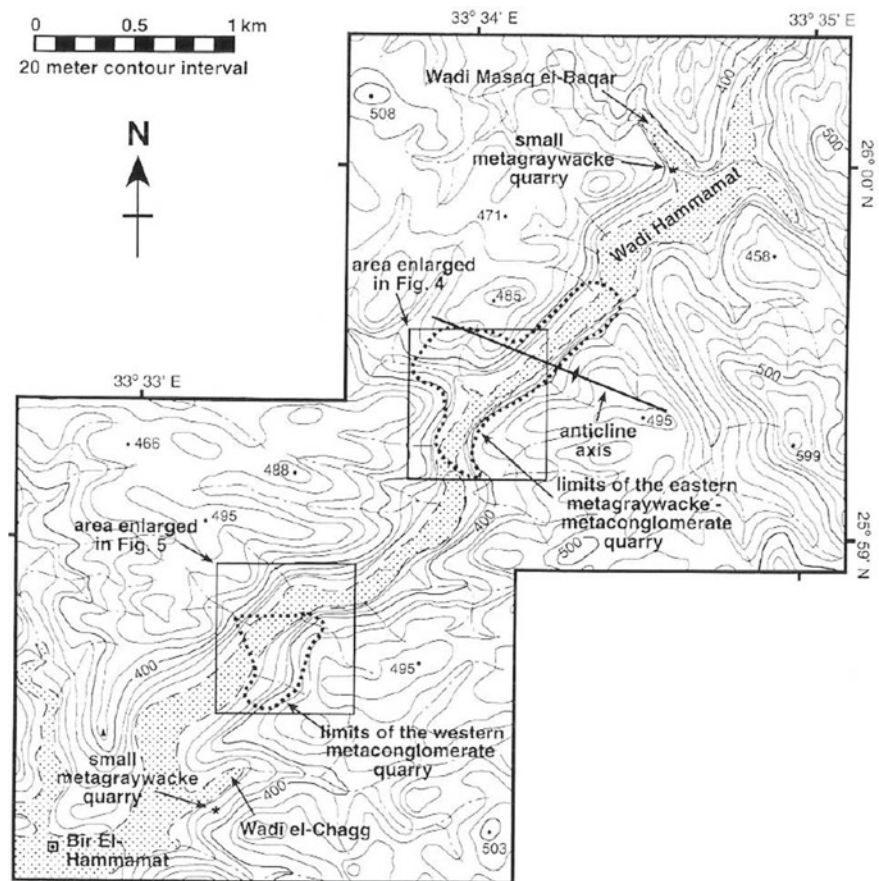 0 0.5 1 km
20 meter contour interval
N
33° 34' E
33° 35' E
Wadi Masaq el-Baqar
400
508
small
metagraywacke
quarry
500
26° 00' N
Wadi Hammamat
471
458
area enlarged
in Fig. 4
485
33° 33' E
495
anticline
axis
599
466
488
limits of the eastern
metagraywacke -
metaconglomerate
quarry
495
area enlarged
in Fig. 5
400
500
25° 59' N
400
495
limits of the western
metaconglomerate
quarry
small
metagraywacke
quarry
400
Wadi el-Chagg
Bir El-
Hammamat
503